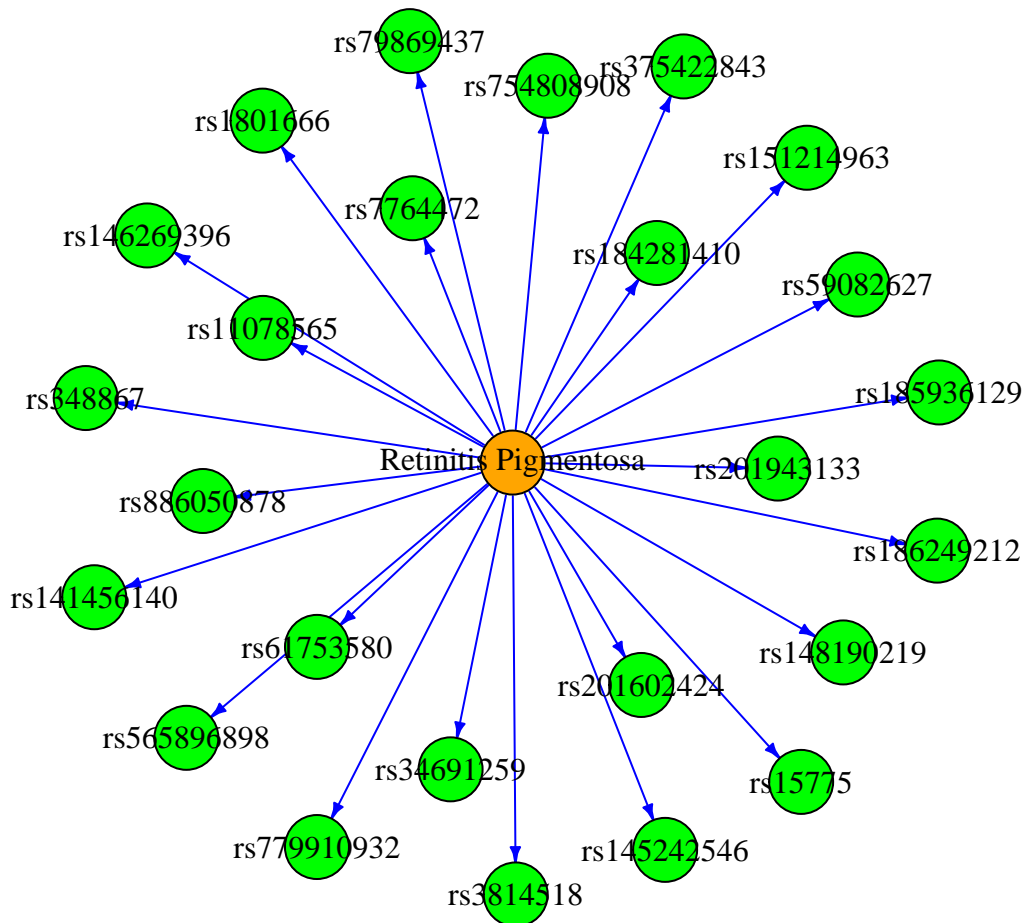 rs79869437
rs375422843
rs754808908
rs1801666
rs151214963
rs7764472
rs146269396
rs184281410
rs59082627
rs11078565
rs185936129
rs348867
Retinitis Pigmentosa
rs201943133
rs886050878
rs186249212
rs141456140
rs61753580
rs148190219
rs201602424
rs565896898
rs34691259
rs15775
rs779910932
rs145242546
rs3814518